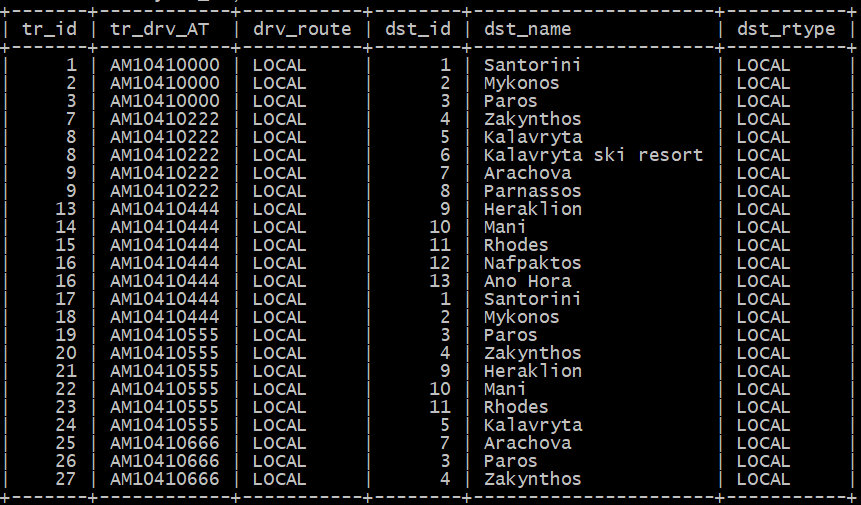 +-------+------------+-----------+--------+----------------------+-----------+
| tr_id | tr_drv_AT  | drv_route | dst_id | dst_name             | dst_rtype |
+-------+------------+-----------+--------+----------------------+-----------+
|     1 | AM10410000 | LOCAL     |      1 | Santorini            | LOCAL     |
|     2 | AM10410000 | LOCAL     |      2 | Mykonos              | LOCAL     |
|     3 | AM10410000 | LOCAL     |      3 | Paros                | LOCAL     |
|     7 | AM10410222 | LOCAL     |      4 | Zakynthos            | LOCAL     |
|     8 | AM10410222 | LOCAL     |      5 | Kalavryta            | LOCAL     |
|     8 | AM10410222 | LOCAL     |      6 | Kalavryta ski resort | LOCAL     |
|     9 | AM10410222 | LOCAL     |      7 | Arachova             | LOCAL     |
|     9 | AM10410222 | LOCAL     |      8 | Parnassos            | LOCAL     |
|    13 | AM10410444 | LOCAL     |      9 | Heraklion            | LOCAL     |
|    14 | AM10410444 | LOCAL     |     10 | Mani                 | LOCAL     |
|    15 | AM10410444 | LOCAL     |     11 | Rhodes               | LOCAL     |
|    16 | AM10410444 | LOCAL     |     12 | Nafpaktos            | LOCAL     |
|    16 | AM10410444 | LOCAL     |     13 | Ano Hora             | LOCAL     |
|    17 | AM10410444 | LOCAL     |      1 | Santorini            | LOCAL     |
|    18 | AM10410444 | LOCAL     |      2 | Mykonos              | LOCAL     |
|    19 | AM10410555 | LOCAL     |      3 | Paros                | LOCAL     |
|    20 | AM10410555 | LOCAL     |      4 | Zakynthos            | LOCAL     |
|    21 | AM10410555 | LOCAL     |      9 | Heraklion            | LOCAL     |
|    22 | AM10410555 | LOCAL     |     10 | Mani                 | LOCAL     |
|    23 | AM10410555 | LOCAL     |     11 | Rhodes               | LOCAL     |
|    24 | AM10410555 | LOCAL     |      5 | Kalavryta            | LOCAL     |
|    25 | AM10410666 | LOCAL     |      7 | Arachova             | LOCAL     |
|    26 | AM10410666 | LOCAL     |      3 | Paros                | LOCAL     |
|    27 | AM10410666 | LOCAL     |      4 | Zakynthos            | LOCAL     |
+-------+------------+-----------+--------+----------------------+-----------+